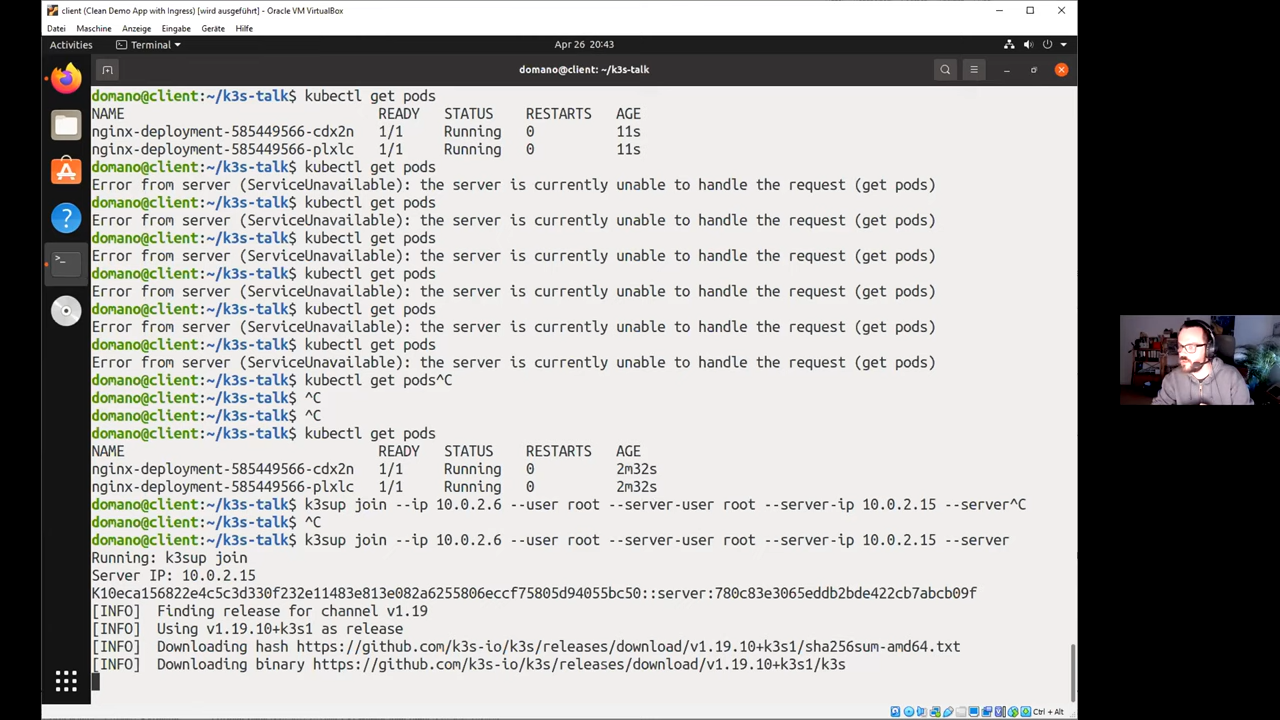 client (Clean Demo App with Ingress) [wird ausgeführt] - Oracle VM VirtualBox
Datei Maschine Anzeige Eingabe Geräte Hilfe
Activities Terminal Apr 26 20:43
domano@client: ~/k3s-talk
domano@client:~/k3s-talk$ kubectl get pods
NAME READY STATUS RESTARTS AGE
nginx-deployment-585449566-cdx2n 1/1 Running 0 11s
nginx-deployment-585449566-plxlc 1/1 Running 0 11s
domano@client:~/k3s-talk$ kubectl get pods
Error from server (ServiceUnavailable): the server is currently unable to handle the request (get pods)
domano@client:~/k3s-talk$ kubectl get pods
Error from server (ServiceUnavailable): the server is currently unable to handle the request (get pods)
domano@client:~/k3s-talk$ kubectl get pods
Error from server (ServiceUnavailable): the server is currently unable to handle the request (get pods)
domano@client:~/k3s-talk$ kubectl get pods
Error from server (ServiceUnavailable): the server is currently unable to handle the request (get pods)
domano@client:~/k3s-talk$ kubectl get pods
Error from server (ServiceUnavailable): the server is currently unable to handle the request (get pods)
domano@client:~/k3s-talk$ kubectl get pods
Error from server (ServiceUnavailable): the server is currently unable to handle the request (get pods)
domano@client:~/k3s-talk$ kubectl get pods^C
domano@client:~/k3s-talk$ ^C
domano@client:~/k3s-talk$ ^C
domano@client:~/k3s-talk$ kubectl get pods
NAME READY STATUS RESTARTS AGE
nginx-deployment-585449566-cdx2n 1/1 Running 0 2m32s
nginx-deployment-585449566-plxlc 1/1 Running 0 2m32s
domano@client:~/k3s-talk$ k3sup join --ip 10.0.2.6 --user root --server-user root --server-ip 10.0.2.15 --server^C
domano@client:~/k3s-talk$ ^C
domano@client:~/k3s-talk$ k3sup join --ip 10.0.2.6 --user root --server-user root --server-ip 10.0.2.15 --server
Running: k3sup join
Server IP: 10.0.2.15
K10eca156822e4c5c3d330f232e11483e813e082a6255806eccf75805d94055bc50::server:780c83e3065eddb2bde422cb7abcb09f
[INFO] Finding release for channel v1.19
[INFO] Using v1.19.10+k3s1 as release
[INFO] Downloading hash https://github.com/k3s-io/k3s/releases/download/v1.19.10+k3s1/sha256sum-amd64.txt
[INFO] Downloading binary https://github.com/k3s-io/k3s/releases/download/v1.19.10+k3s1/k3s
Ctrl + Alt